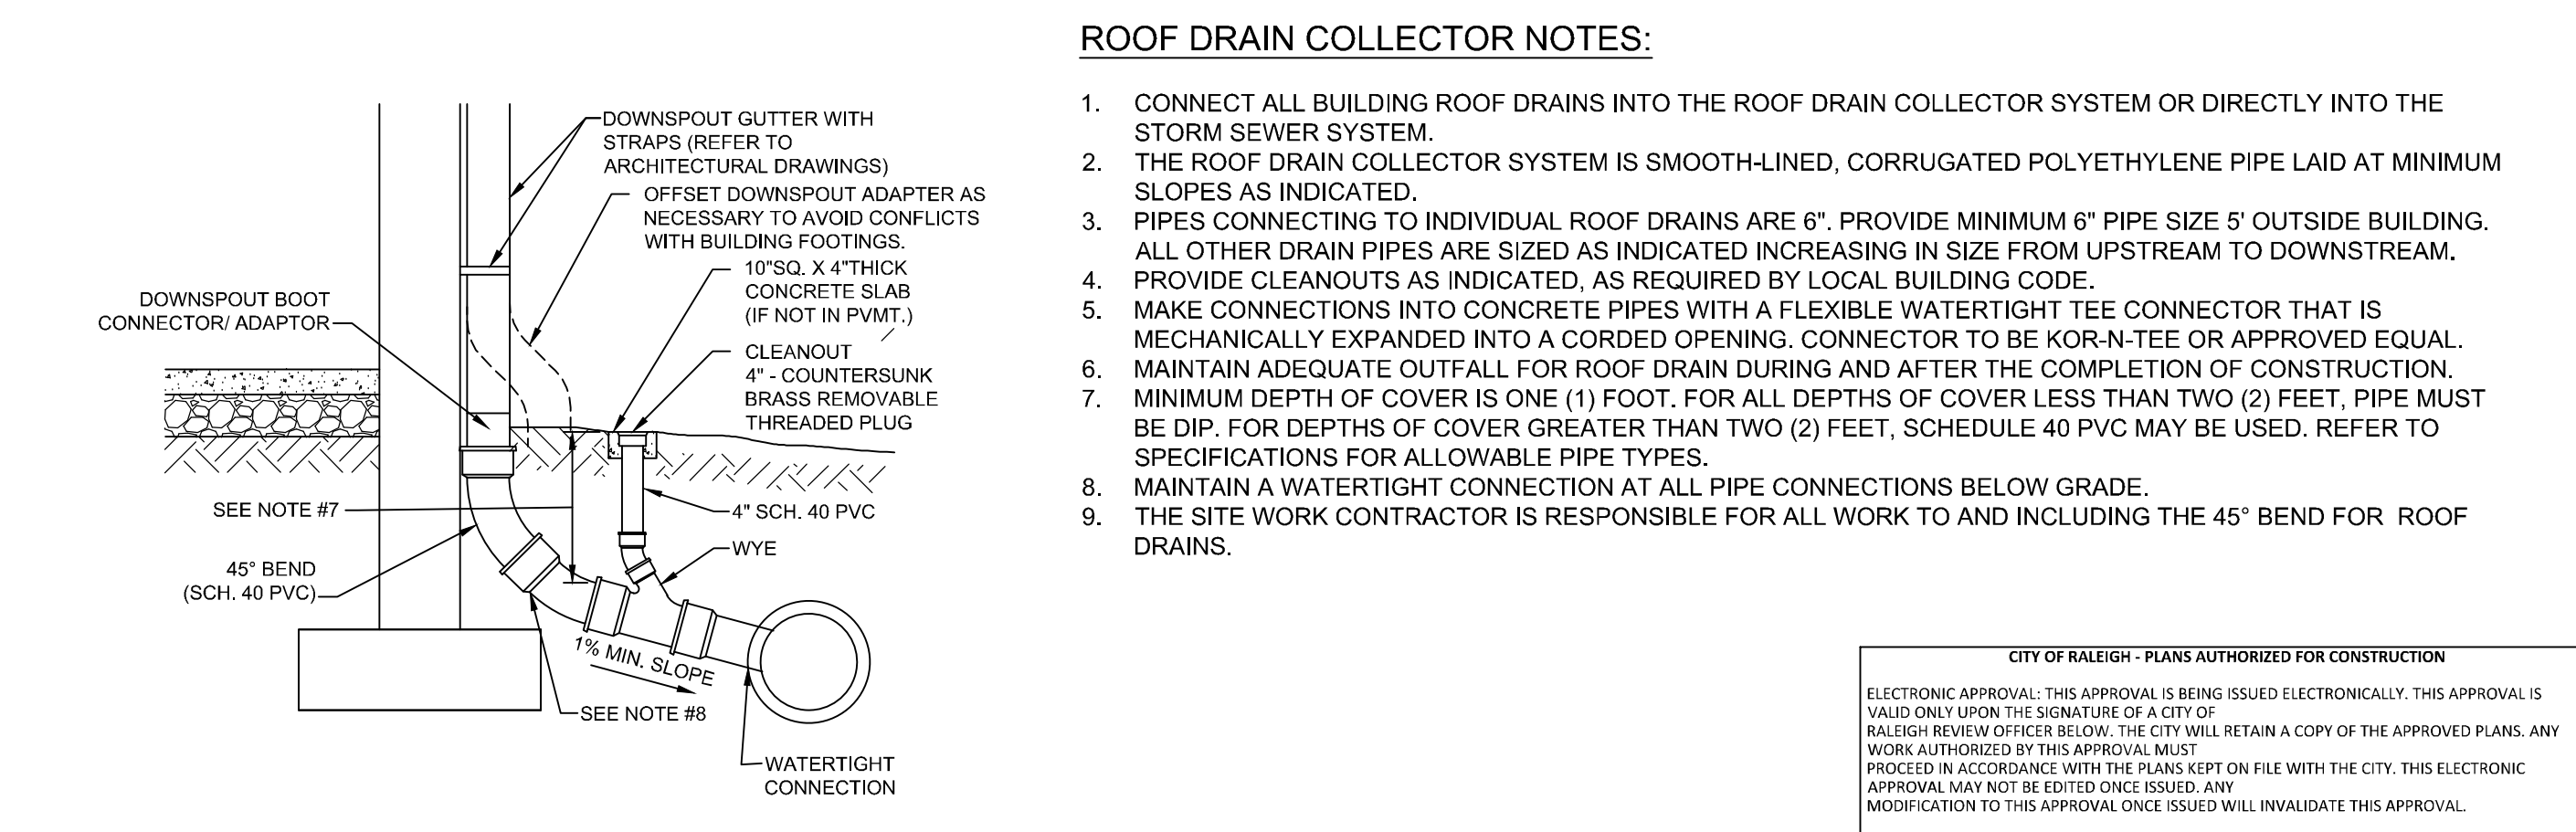 DOWNSPOUT GUTTER WITH
STRAPS (REFER TO
ARCHITECTURAL DRAWINGS)
OFFSET DOWNSPOUT ADAPTER AS
NECESSARY TO AVOID CONFLICTS
WITH BUILDING FOOTINGS.
10"SQ. X 4"THICK
CONCRETE SLAB
(IF NOT IN PVMT.)
DOWNSPOUT BOOT
CONNECTOR/ ADAPTOR
CLEANOUT
4" - COUNTERSUNK
BRASS REMOVABLE
THREADED PLUG
SEE NOTE #7
4" SCH. 40 PVC
WYE
45° BEND
(SCH. 40 PVC)
1% MIN. SLOPE
SEE NOTE #8
WATERTIGHT
CONNECTION
ROOF DRAIN COLLECTOR NOTES:
1. CONNECT ALL BUILDING ROOF DRAINS INTO THE ROOF DRAIN COLLECTOR SYSTEM OR DIRECTLY INTO THE
STORM SEWER SYSTEM.
2. THE ROOF DRAIN COLLECTOR SYSTEM IS SMOOTH-LINED, CORRUGATED POLYETHYLENE PIPE LAID AT MINIMUM
SLOPES AS INDICATED.
3. PIPES CONNECTING TO INDIVIDUAL ROOF DRAINS ARE 6". PROVIDE MINIMUM 6" PIPE SIZE 5' OUTSIDE BUILDING.
ALL OTHER DRAIN PIPES ARE SIZED AS INDICATED INCREASING IN SIZE FROM UPSTREAM TO DOWNSTREAM.
4. PROVIDE CLEANOUTS AS INDICATED, AS REQUIRED BY LOCAL BUILDING CODE.
5. MAKE CONNECTIONS INTO CONCRETE PIPES WITH A FLEXIBLE WATERTIGHT TEE CONNECTOR THAT IS
MECHANICALLY EXPANDED INTO A CORDED OPENING. CONNECTOR TO BE KOR-N-TEE OR APPROVED EQUAL.
6. MAINTAIN ADEQUATE OUTFALL FOR ROOF DRAIN DURING AND AFTER THE COMPLETION OF CONSTRUCTION.
7. MINIMUM DEPTH OF COVER IS ONE (1) FOOT. FOR ALL DEPTHS OF COVER LESS THAN TWO (2) FEET, PIPE MUST
BE DIP. FOR DEPTHS OF COVER GREATER THAN TWO (2) FEET, SCHEDULE 40 PVC MAY BE USED. REFER TO
SPECIFICATIONS FOR ALLOWABLE PIPE TYPES.
8. MAINTAIN A WATERTIGHT CONNECTION AT ALL PIPE CONNECTIONS BELOW GRADE.
9. THE SITE WORK CONTRACTOR IS RESPONSIBLE FOR ALL WORK TO AND INCLUDING THE 45° BEND FOR ROOF
DRAINS.
CITY OF RALEIGH - PLANS AUTHORIZED FOR CONSTRUCTION
ELECTRONIC APPROVAL: THIS APPROVAL IS BEING ISSUED ELECTRONICALLY. THIS APPROVAL IS
VALID ONLY UPON THE SIGNATURE OF A CITY OF
RALEIGH REVIEW OFFICER BELOW. THE CITY WILL RETAIN A COPY OF THE APPROVED PLANS. ANY
WORK AUTHORIZED BY THIS APPROVAL MUST
PROCEED IN ACCORDANCE WITH THE PLANS KEPT ON FILE WITH THE CITY. THIS ELECTRONIC
APPROVAL MAY NOT BE EDITED ONCE ISSUED. ANY
MODIFICATION TO THIS APPROVAL ONCE ISSUED WILL INVALIDATE THIS APPROVAL.